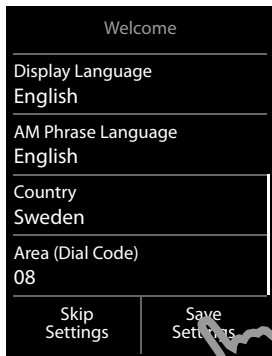 Welcome
Display Language
English
AM Phrase Language
English
Country
Sweden
Area (Dial Code)
08
Skip
Settings
Save
Settings